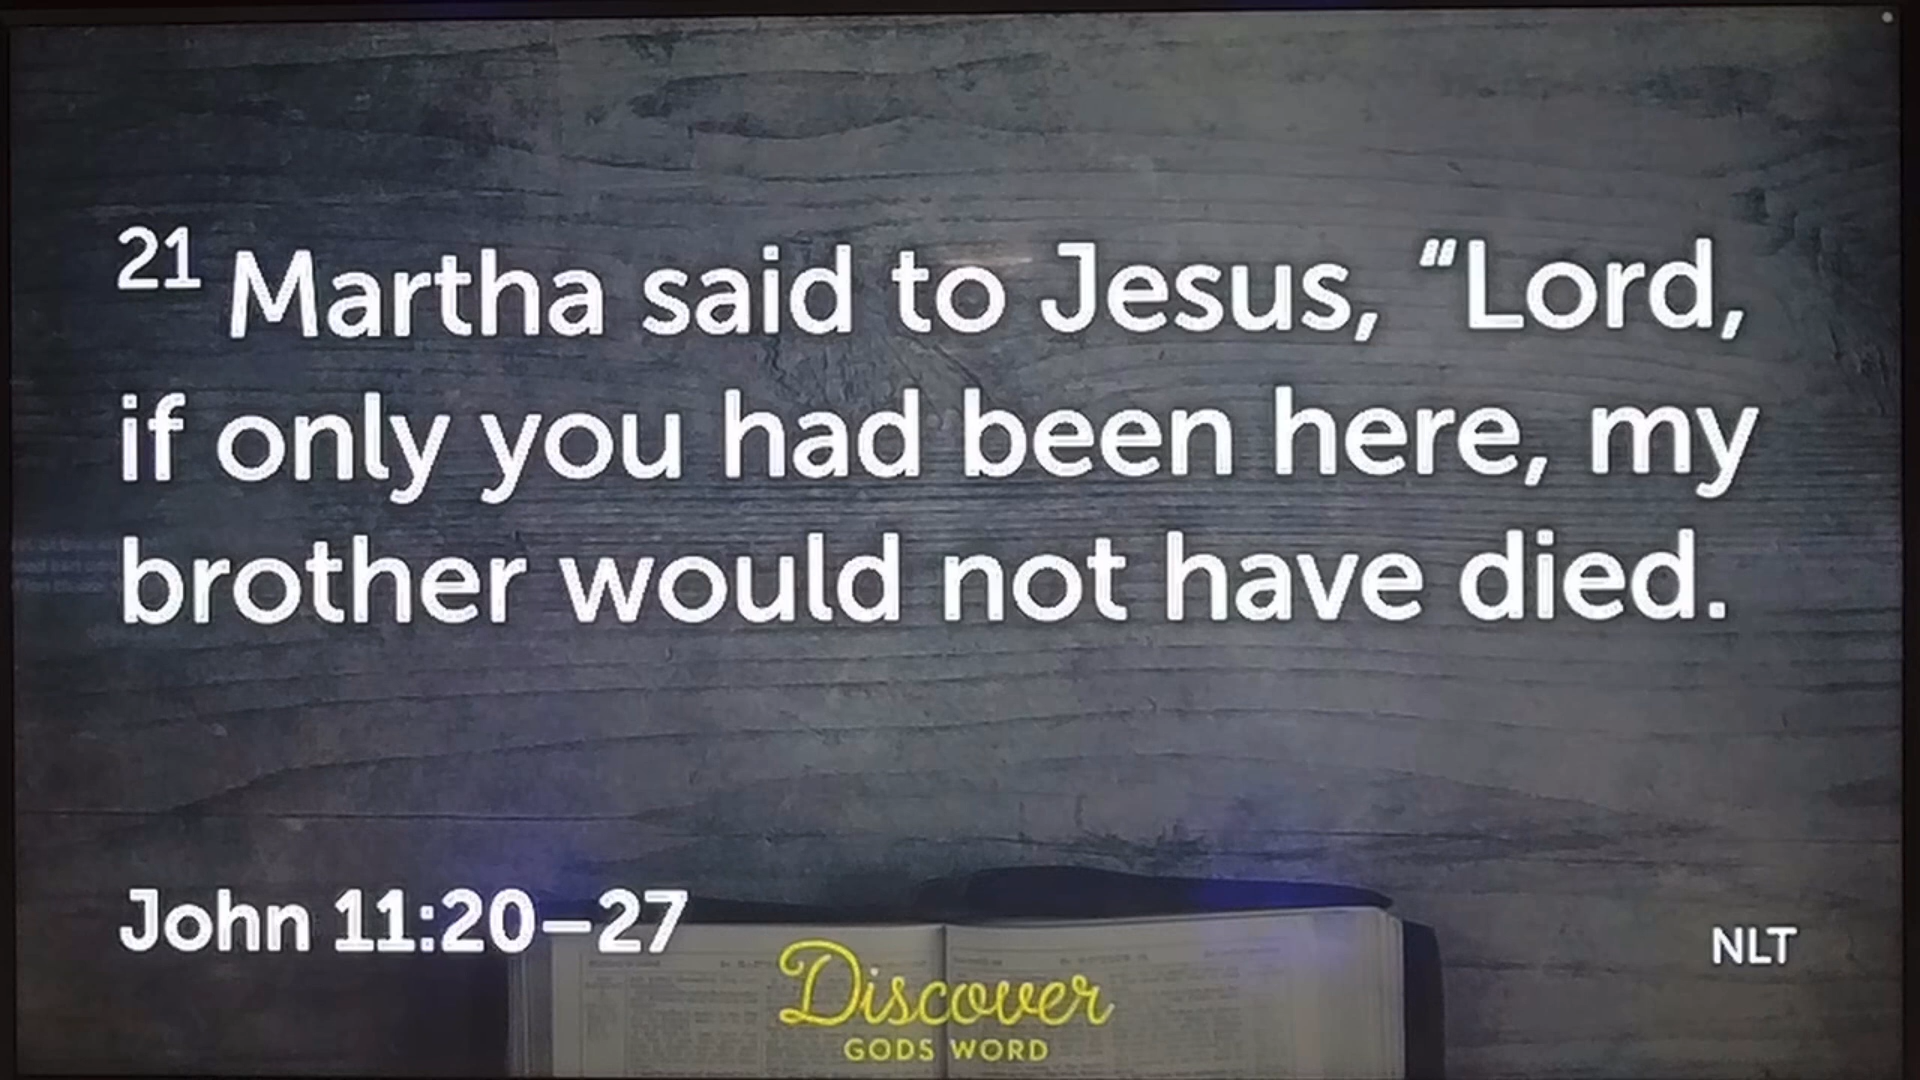 21 Martha said to Jesus, “Lord,
if only you had been here, my
brother would not have died.
John 11:20–27
NLT
Discover
GODS WORD